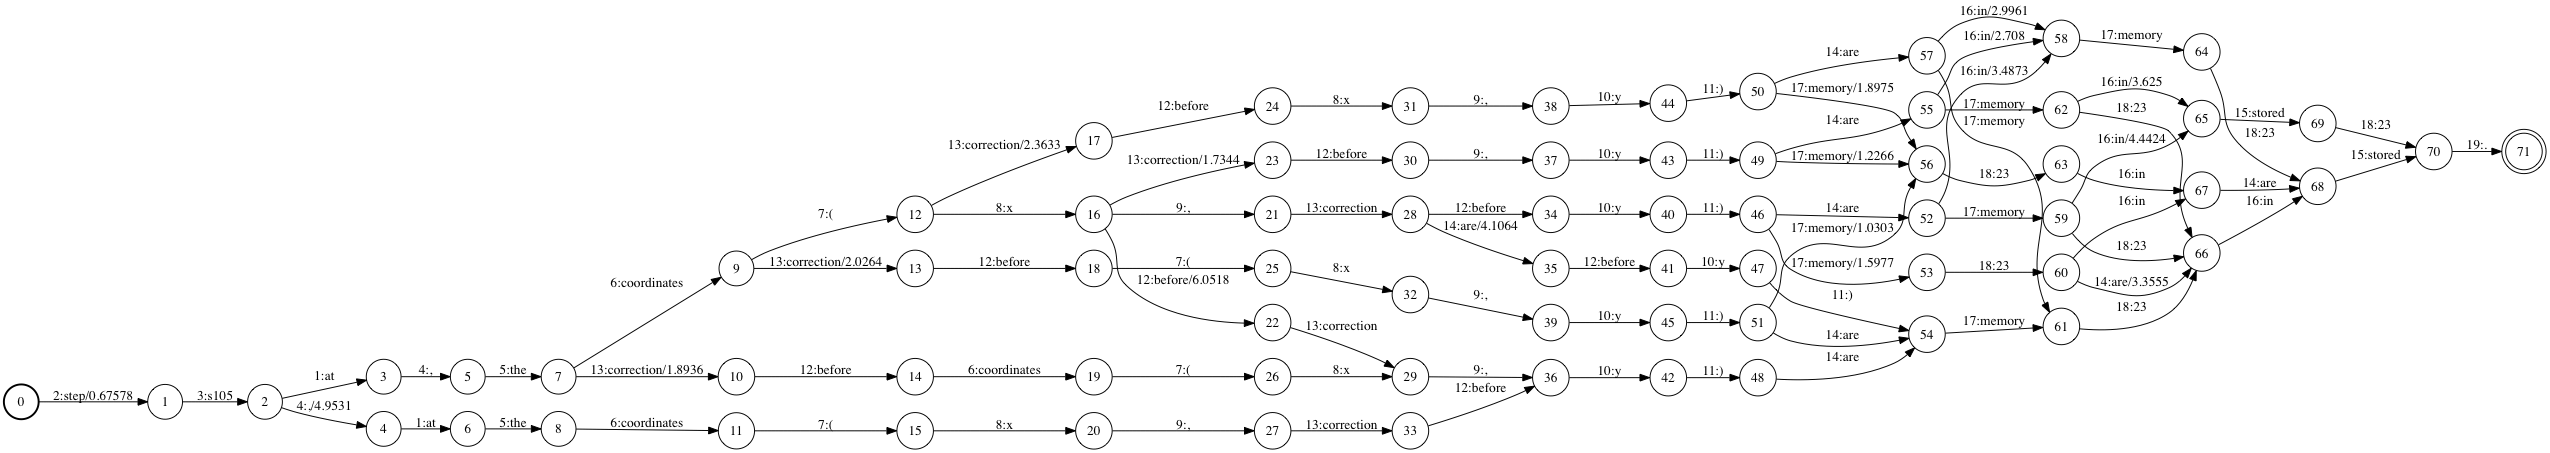 0 2:step/0.67578 1 3:s105 2
1:at 3 4:, 5 5:the 7
4:,/4.9531 4 1:at 6 5:the 8
6:coordinates 9 7:( 12 13:correction/2.3633 17 12:before 24 8:x 31 9:, 38 10:y 44 11:) 50
8:x 16 13:correction/1.7344 23 12:before 30 9:, 37 10:y 43 11:) 49
9:, 21 13:correction 28 12:before 34 10:y 40 11:) 46
14:are/4.1064 35 12:before 41 10:y 47 11:)
13:correction/2.0264 13 12:before 18 7:( 25 8:x 32 9:, 39 10:y 45 11:) 51
12:before/6.0518 22 13:correction
13:correction/1.8936 10 12:before 14 6:coordinates 19 7:( 26 8:x 29 9:, 36 10:y 42 11:) 48 14:are
6:coordinates 11 7:( 15 8:x 20 9:, 27 13:correction 33 12:before
14:are 57 16:in/2.9961 58 17:memory 64 18:23
17:memory/1.8975 17:memory
14:are 55 16:in/2.708 17:memory 62 16:in/3.625 65 15:stored 69 18:23 70 19:. 71
18:23
17:memory/1.2266 56 18:23 63 16:in 67 14:are 68 15:stored
14:are 52 16:in/3.4873 17:memory 59 16:in/4.4424
18:23 66 16:in
17:memory/1.5977 53 18:23 60 16:in
14:are/3.3555
17:memory/1.0303
14:are 54 17:memory 61 18:23